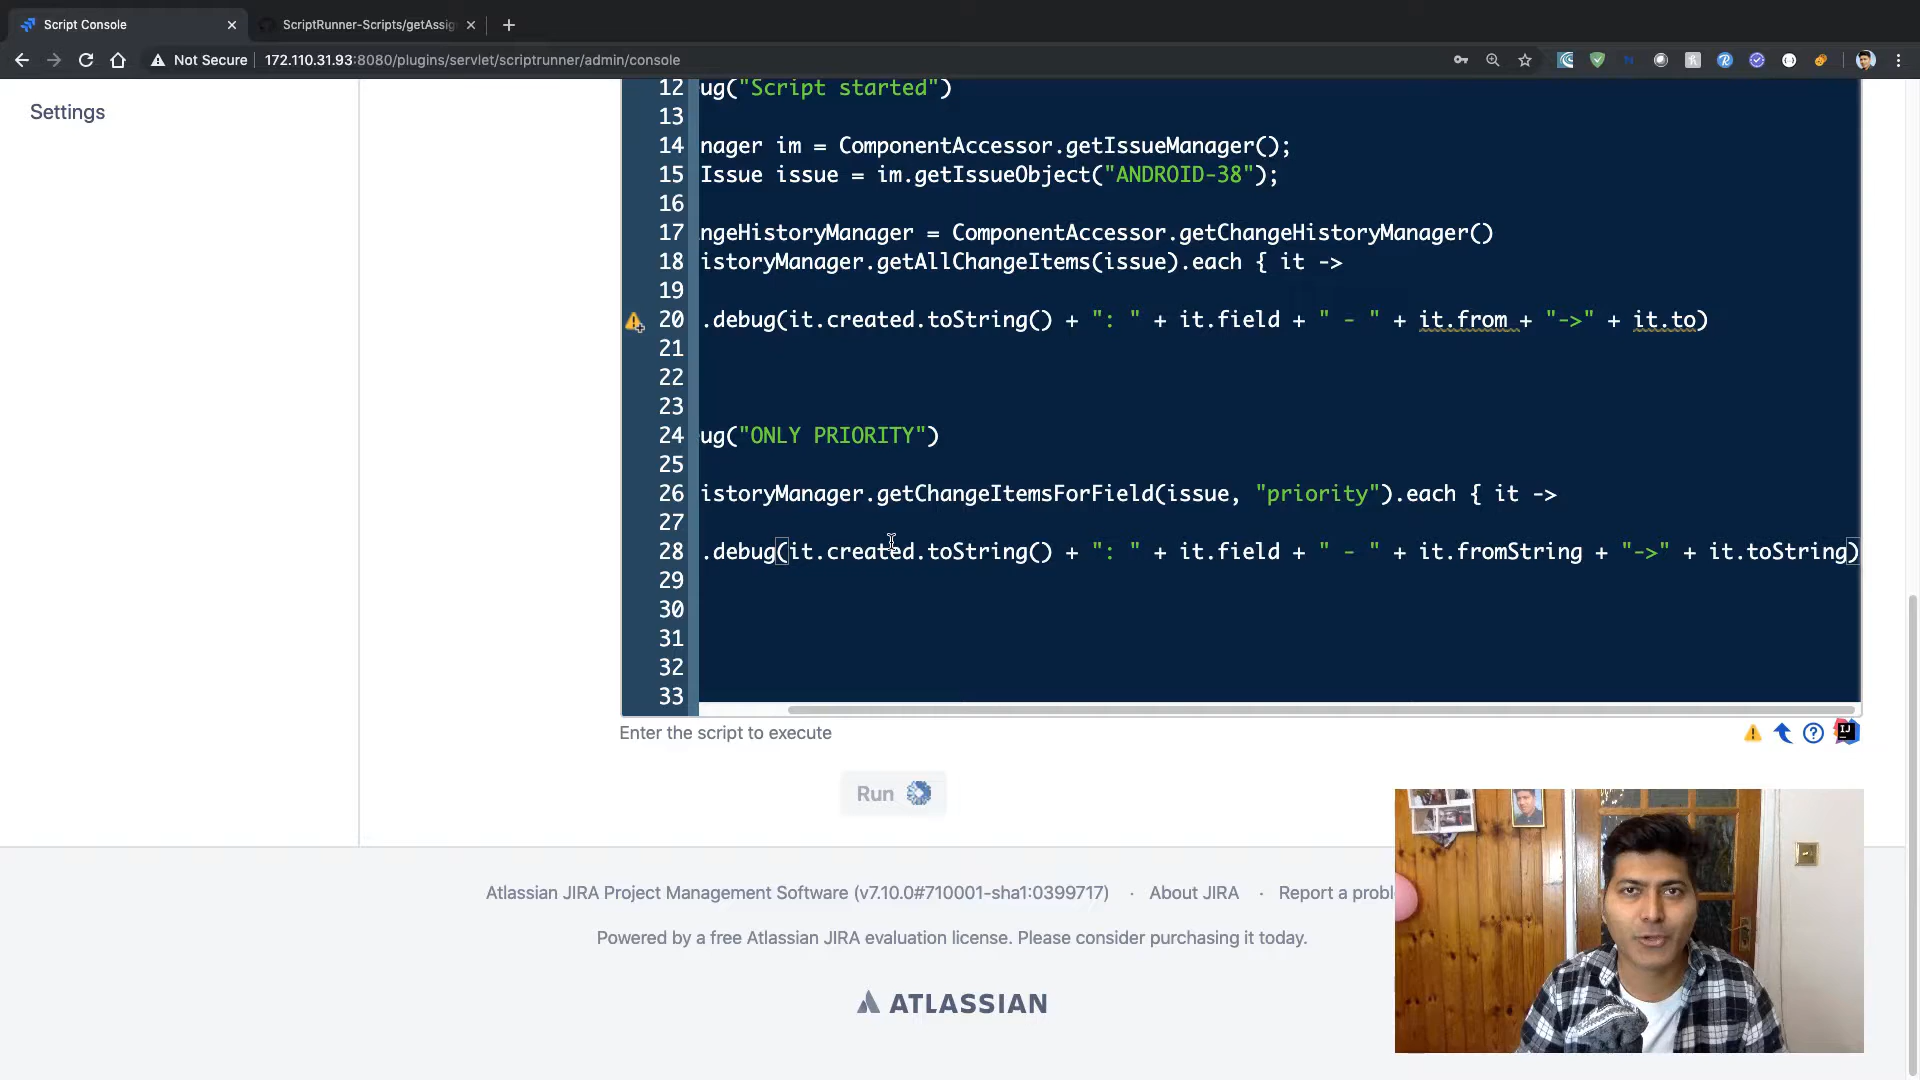 Script Console
ScriptRunner-Scripts/getAssig
Not Secure
172.110.31.93:8080/plugins/servlet/scriptrunner/admin/console
Settings
12 ug("Script started")
13
14 nager im = ComponentAccessor.getIssueManager();
15 Issue issue = im.getIssueObject("ANDROID-38");
16
17 ngeHistoryManager = ComponentAccessor.getChangeHistoryManager()
18 istoryManager.getAllChangeItems(issue).each { it ->
19
20 .debug(it.created.toString() + ": " + it.field + " - " + it.from + "->" + it.to)
21
22
23
24 ug("ONLY PRIORITY")
25
26 istoryManager.getChangeItemsForField(issue, "priority").each { it ->
27
28 .debug(it.created.toString() + ": " + it.field + " - " + it.fromString + "->" + it.toString)
29
30
31
32
33
Enter the script to execute
IJ
Run
Atlassian JIRA Project Management Software (v7.10.0#710001-sha1:0399717) · About JIRA · Report a probl
Powered by a free Atlassian JIRA evaluation license. Please consider purchasing it today.
ATLASSIAN